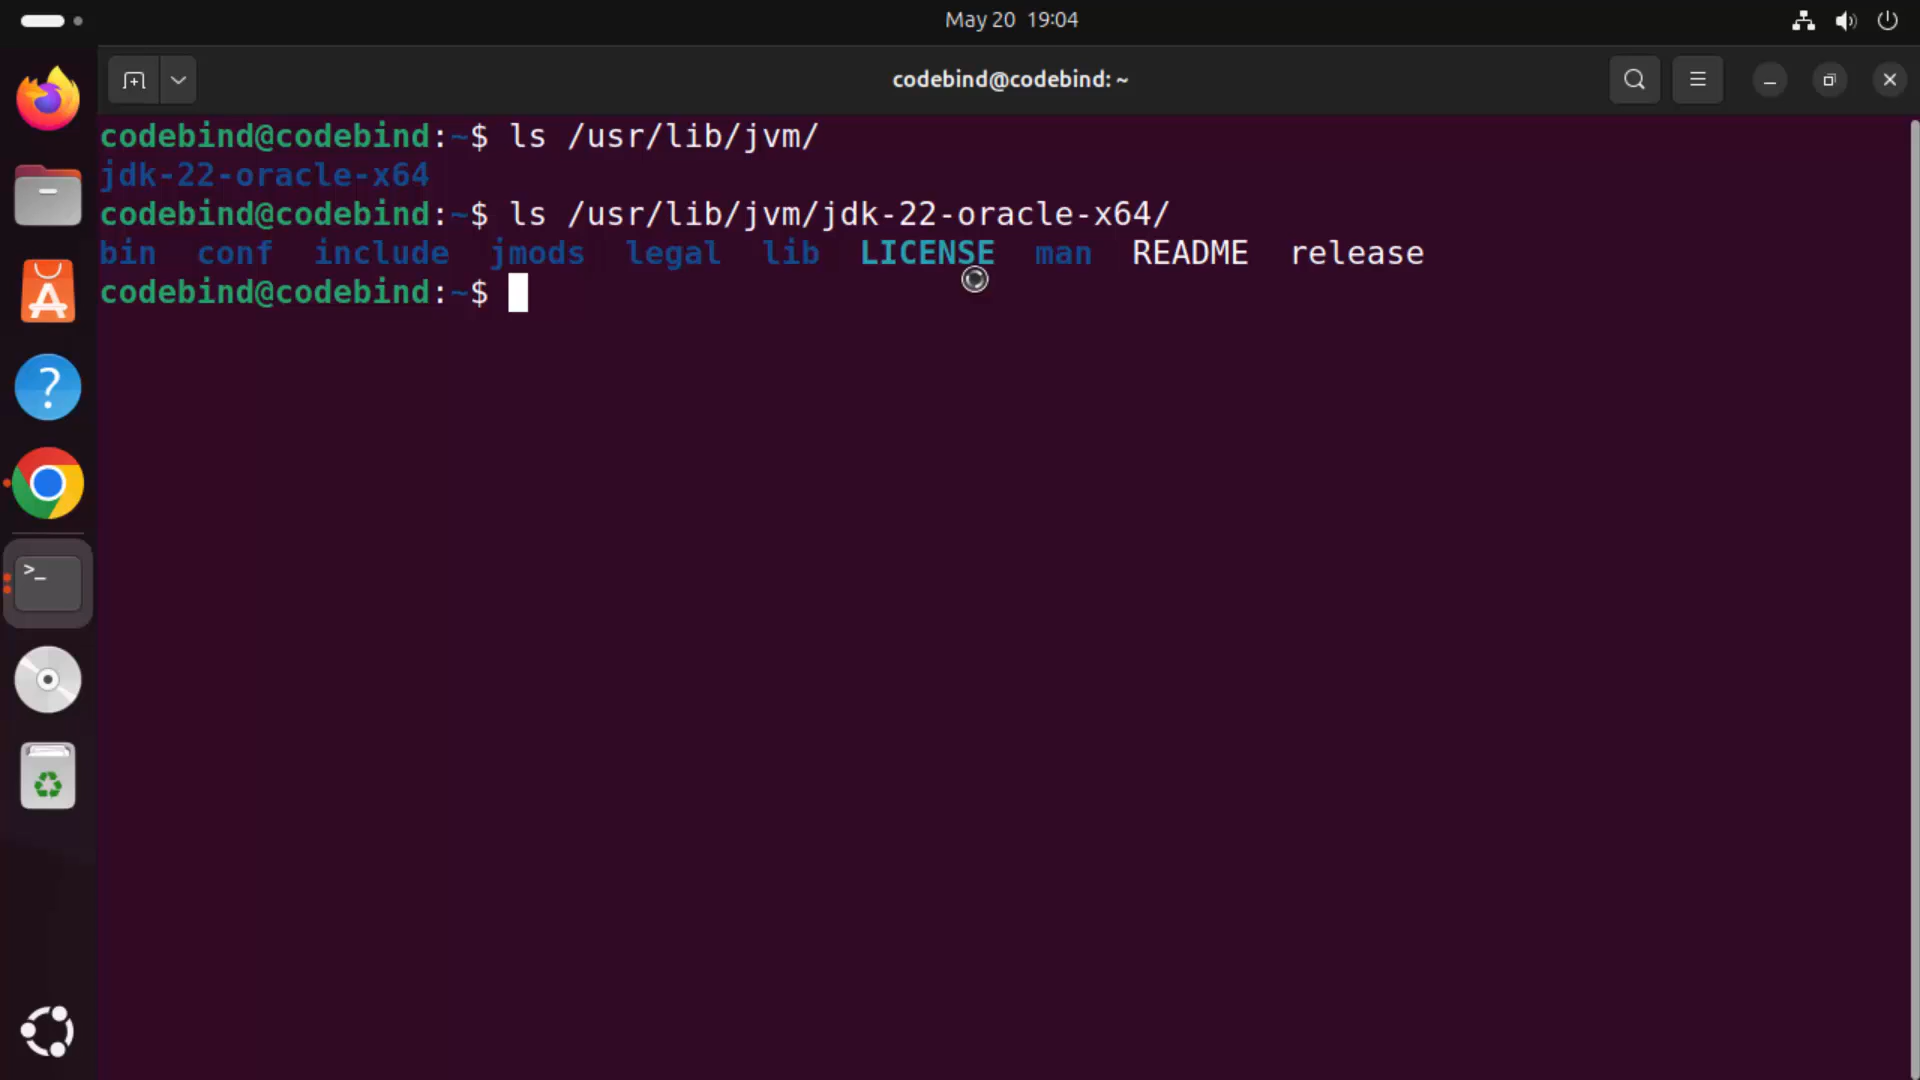 May 20 19:04
codebind@codebind: ~
codebind@codebind:~$ ls /usr/lib/jvm/
jdk-22-oracle-x64
codebind@codebind:~$ ls /usr/lib/jvm/jdk-22-oracle-x64/
bin conf include jmods legal lib LICENSE man README release
codebind@codebind:~$
>_